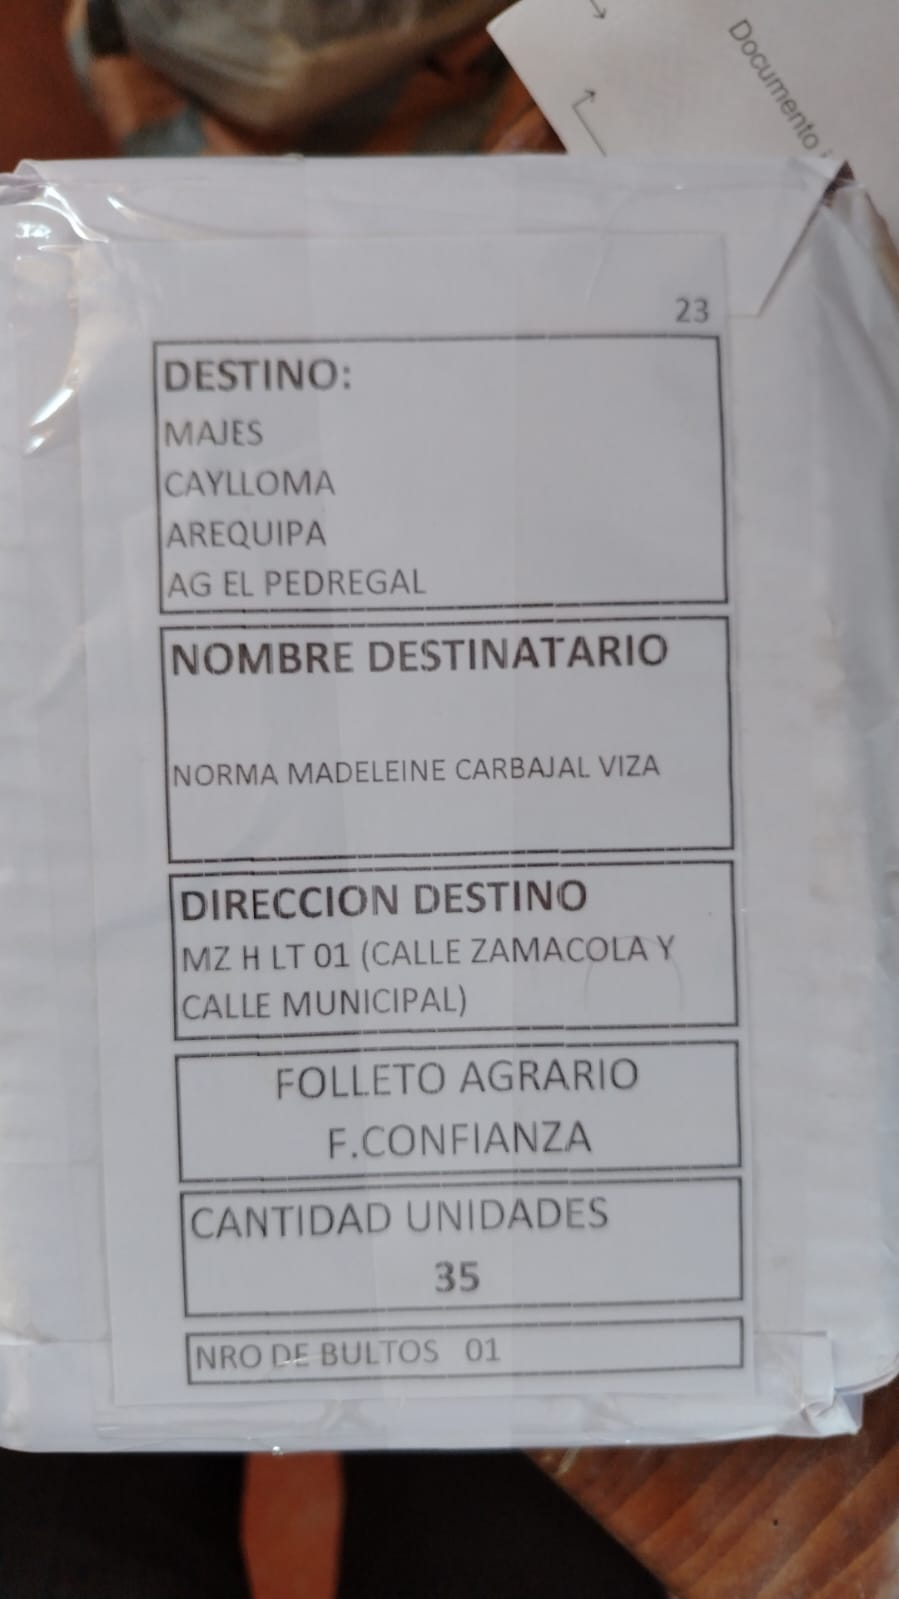 Documento
23
DESTINO:
MAJES
CAYLLOMA
AREQUIPA
AG EL PEDREGAL
NOMBRE DESTINATARIO
NORMA MADELEINE CARBAJAL VIZA
DIRECCION DESTINO
MZ H LT 01 (CALLE ZAMACOLA Y
CALLE MUNICIPAL)
FOLLETO AGRARIO
F.CONFIANZA
CANTIDAD UNIDADES
35
NRO DE BULTOS 01